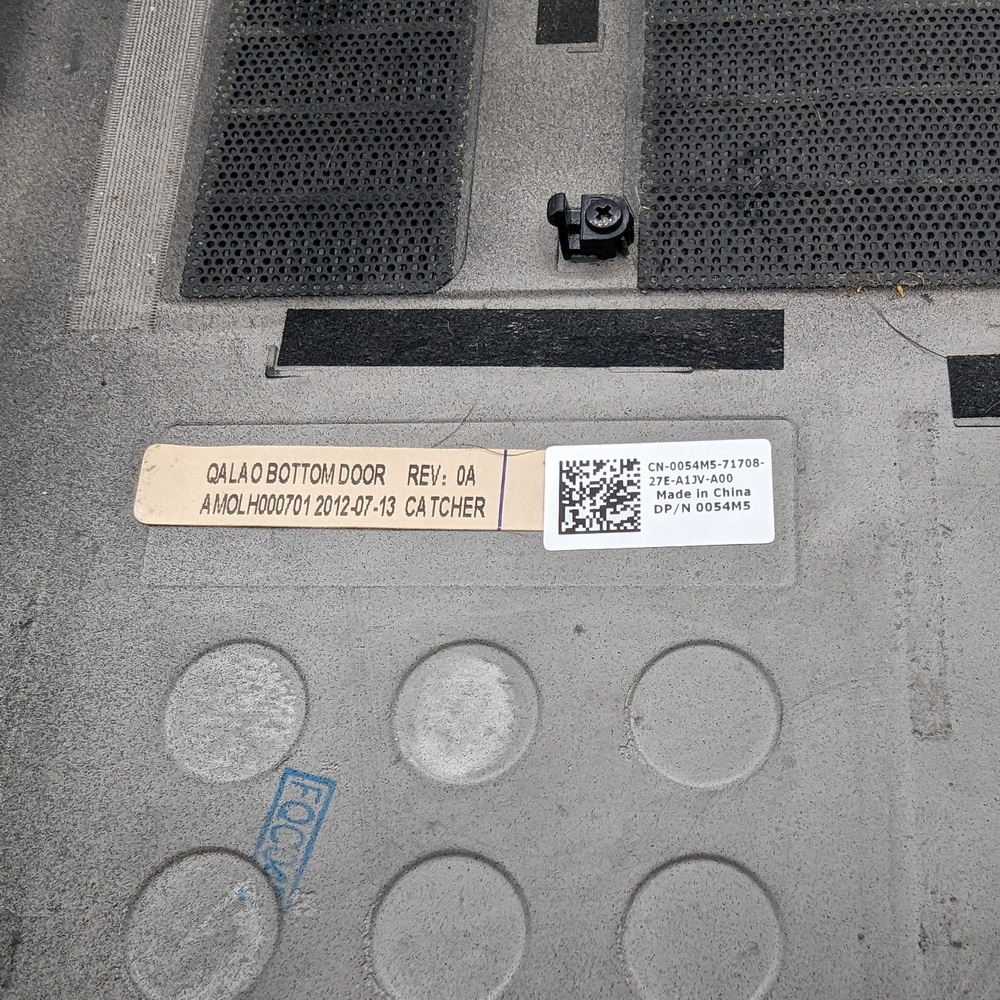 QALA0 BOTTOM DOOR REV: 0A
AM0LH000701 2012-07-13 CATCHER
CN-0054M5-71708-
27E-A1JV-A00
Made in China
DP/N 0054M5